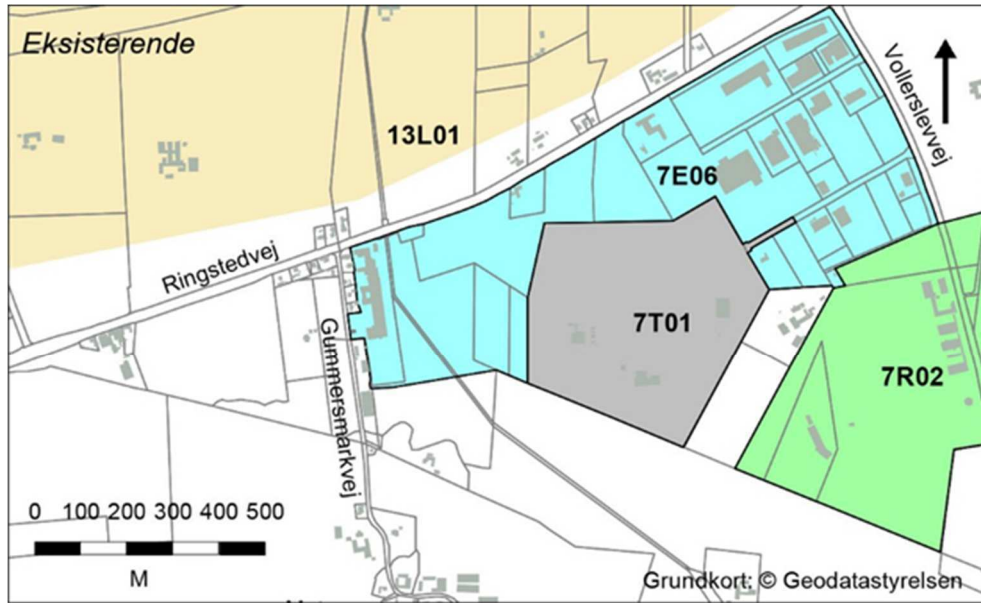 Eksisterende
Vollerslevvej
13L01
7E06
Ringstedvej
7T01
7R02
Gummersmarkvej
0 100 200 300 400 500
M
Grundkort: © Geodatastyrelsen